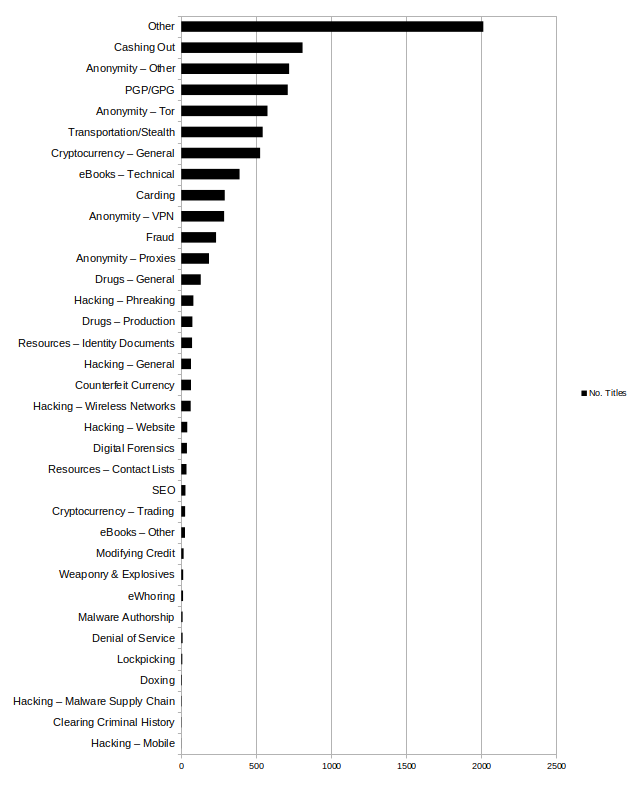 Other
Cashing Out
Anonymity – Other
PGP/GPG
Anonymity – Tor
Transportation/Stealth
Cryptocurrency – General
eBooks – Technical
Carding
Anonymity – VPN
Fraud
Anonymity – Proxies
Drugs – General
Hacking – Phreaking
Drugs – Production
Resources – Identity Documents
Hacking – General
Counterfeit Currency
No. Titles
Hacking – Wireless Networks
Hacking – Website
Digital Forensics
Resources – Contact Lists
SEO
Cryptocurrency – Trading
eBooks – Other
Modifying Credit
Weaponry & Explosives
eWhoring
Malware Authorship
Denial of Service
Lockpicking
Doxing
Hacking – Malware Supply Chain
Clearing Criminal History
Hacking – Mobile
0 500 1000 1500 2000 2500